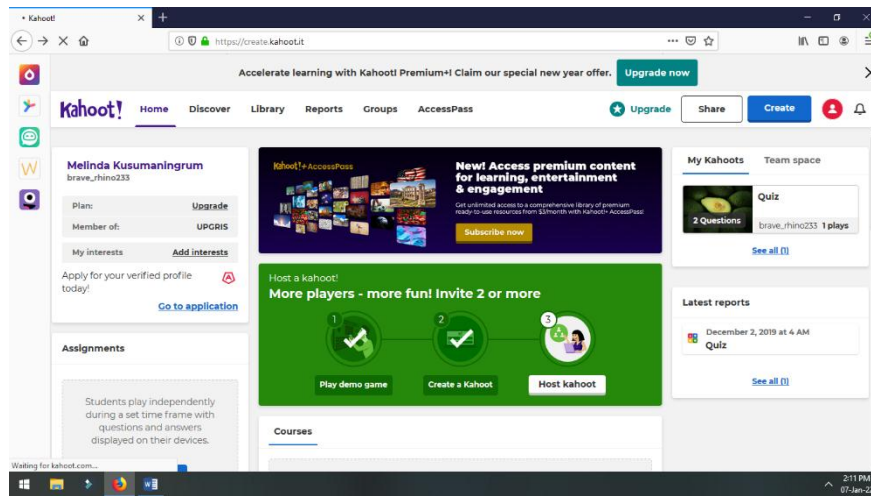 Kahoot!
https://create.kahoot.it
Accelerate learning with Kahoot! Premium+! Claim our special new year offer.
Upgrade now
Kahoot!
Home
Discover
Library
Reports
Groups
AccessPass
Upgrade
Share
Create
Melinda Kusumaningrum
brave_rhino233
Plan:
Upgrade
Member of:
UPGRIS
My interests
Add interests
Apply for your verified profile
today!
Go to application
Assignments
Students play independently
during a set time frame with
questions and answers
displayed on their devices.
Kahoot!+AccessPass
New! Access premium content
for learning, entertainment
& engagement
Get unlimited access to a comprehensive library of premium
ready-to-use resources from $3/month with Kahoot!+ AccessPass!
Subscribe now
Host a kahoot!
More players - more fun! Invite 2 or more
1
2
3
Play demo game
Create a Kahoot
Host kahoot
Courses
My Kahoots
Team space
2 Questions
Quiz
brave_rhino233
1 plays
See all (1)
Latest reports
December 2, 2019 at 4 AM
Quiz
See all (1)
Waiting for kahoot.com...
2:11 PM